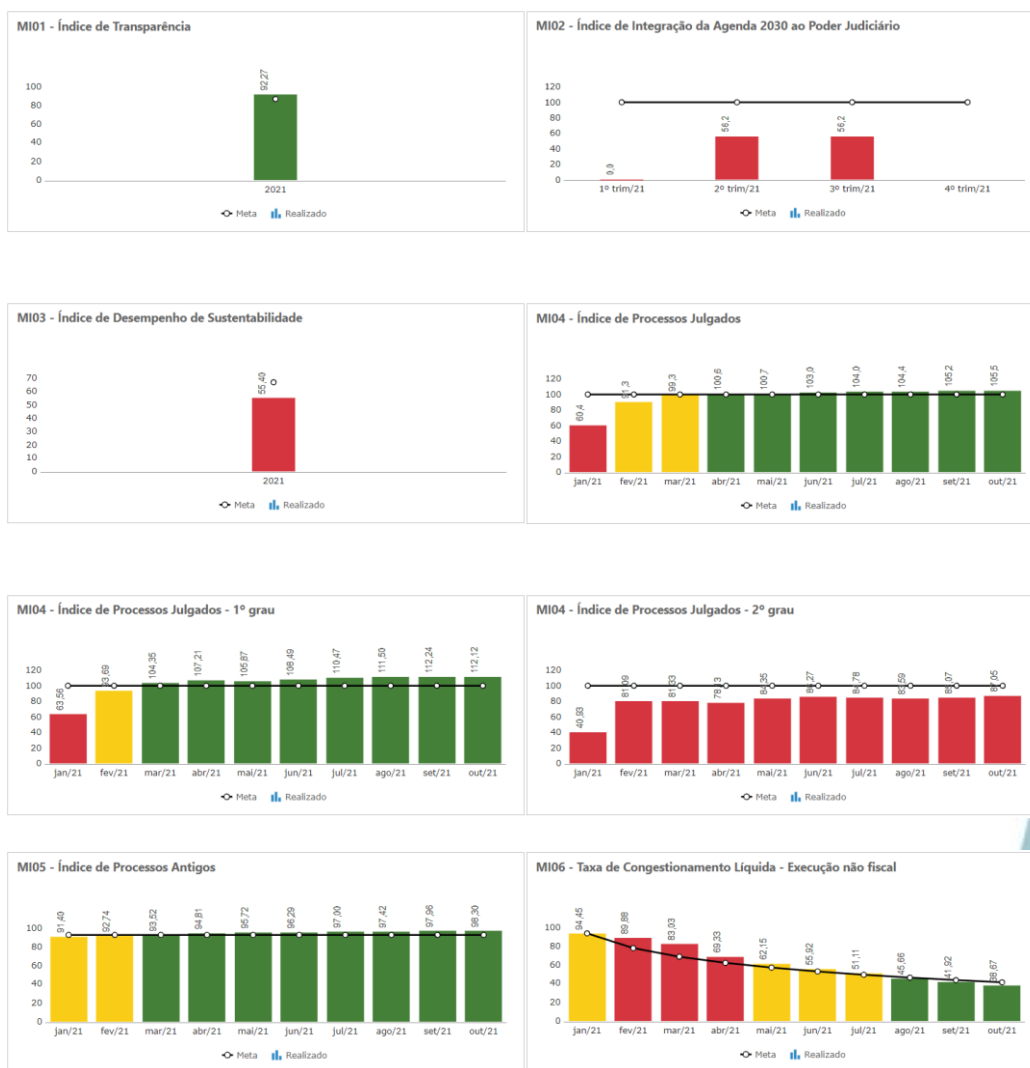 MI01 - Índice de Transparência
92,27
100
80
60
40
20
0
2021
Meta Realizado
MI02 - Índice de Integração da Agenda 2030 ao Poder Judiciário
120
100
80
60
40
20
0
0,0 56,2 56,2
1º trim/21 2º trim/21 3º trim/21 4º trim/21
Meta Realizado
MI03 - Índice de Desempenho de Sustentabilidade
55,40
70
60
50
40
30
20
10
0
2021
Meta Realizado
MI04 - Índice de Processos Julgados
60,4 91,3 99,3 100,6 100,7 103,0 104,0 104,4 105,2 105,5
120
100
80
60
40
20
0
jan/21 fev/21 mar/21 abr/21 mai/21 jun/21 jul/21 ago/21 set/21 out/21
Meta Realizado
MI04 - Índice de Processos Julgados - 1º grau
63,56 93,69 104,35 107,21 105,87 108,49 110,47 111,50 112,24 112,12
120
100
80
60
40
20
0
jan/21 fev/21 mar/21 abr/21 mai/21 jun/21 jul/21 ago/21 set/21 out/21
Meta Realizado
MI04 - Índice de Processos Julgados - 2º grau
40,93 81,09 81,33 84,35 84,78
120
100
80
60
40
20
0
jan/21 fev/21 mar/21 abr/21 mai/21 jun/21 jul/21 ago/21 set/21 out/21
Meta Realizado
MI05 - Índice de Processos Antigos
91,40 92,74 93,52 94,81 95,72 96,29 97,00 97,42 97,96 98,30
100
80
60
40
20
0
jan/21 fev/21 mar/21 abr/21 mai/21 jun/21 jul/21 ago/21 set/21 out/21
Meta Realizado
MI06 - Taxa de Congestionamento Líquida - Execução não fiscal
94,45 89,88 83,03 69,33 62,15 55,92 51,11 45,66 41,92 38,67
100
80
60
40
20
0
jan/21 fev/21 mar/21 abr/21 mai/21 jun/21 jul/21 ago/21 set/21 out/21
Meta Realizado